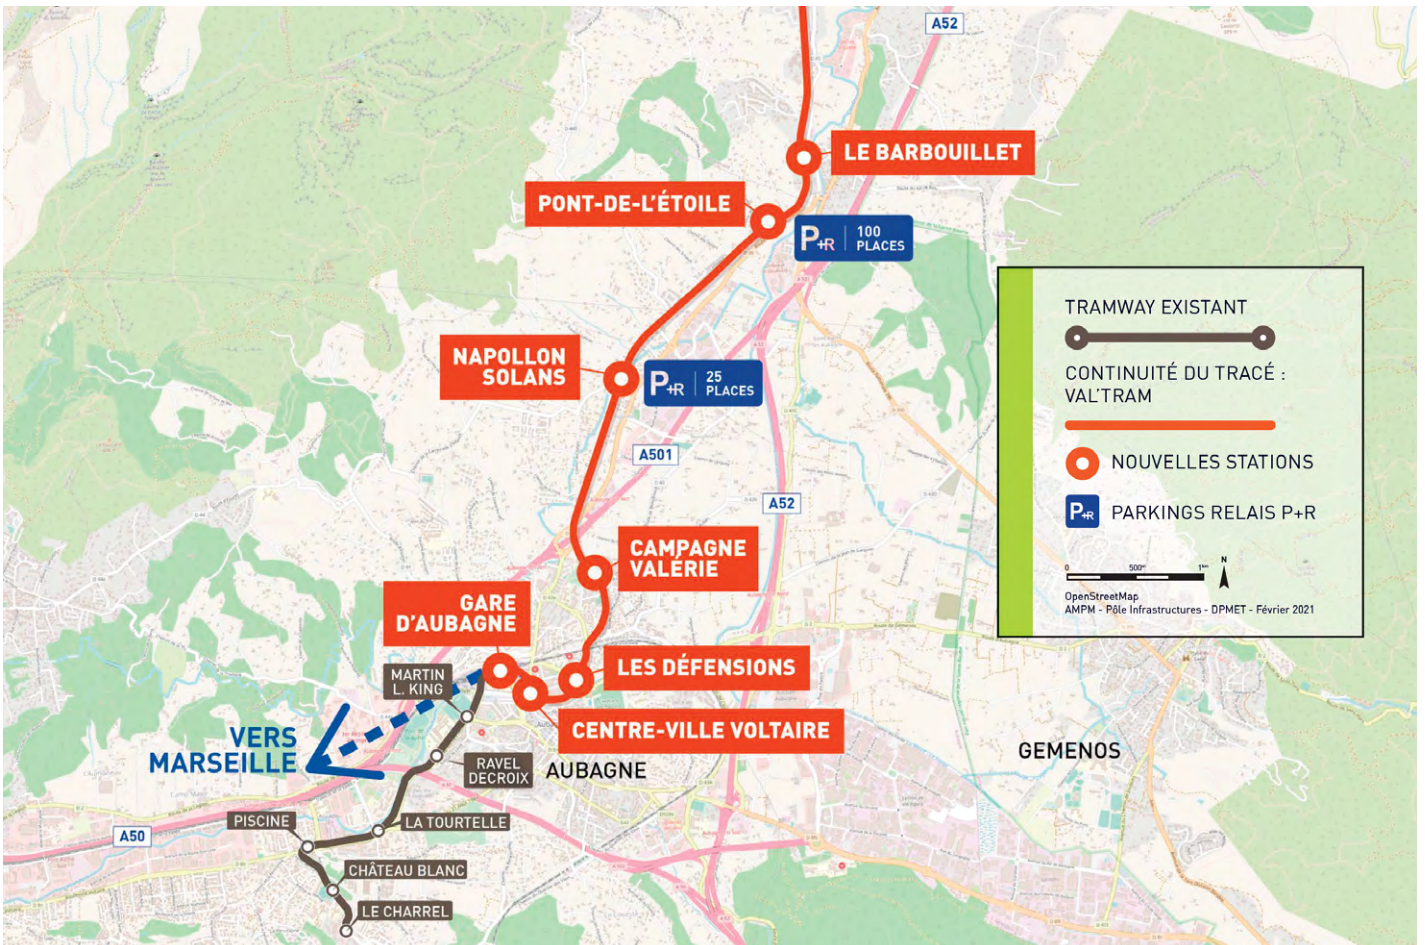 A52
LE BARBOUILLET
PONT-DE-L'ÉTOILE
P+R
100
PLACES
NAPOLLON
SOLANS
P+R
25
PLACES
A501
A52
CAMPAGNE
VALÉRIE
GARE
D'AUBAGNE
LES DÉFENSIONS
MARTIN
L. KING
CENTRE-VILLE VOLTAIRE
VERS
MARSEILLE
RAVEL
DECROIX
AUBAGNE
GEMENOS
A50
PISCINE
LA TOURTELLE
CHÂTEAU BLANC
LE CHARREL
TRAMWAY EXISTANT
CONTINUITÉ DU TRACÉ :
VAL'TRAM
NOUVELLES STATIONS
P+R
PARKINGS RELAIS P+R
0 500m 1km
N
OpenStreetMap
AMPM - Pôle Infrastructures - DPMET - Février 2021